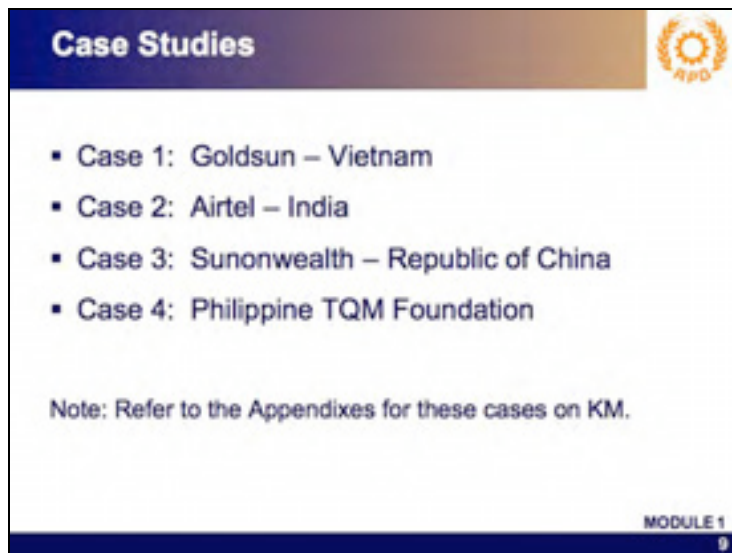 Case Studies
APO
▪ Case 1: Goldsun – Vietnam
▪ Case 2: Airtel – India
▪ Case 3: Sunonwealth – Republic of China
▪ Case 4: Philippine TQM Foundation
Note: Refer to the Appendixes for these cases on KM.
MODULE 1
9